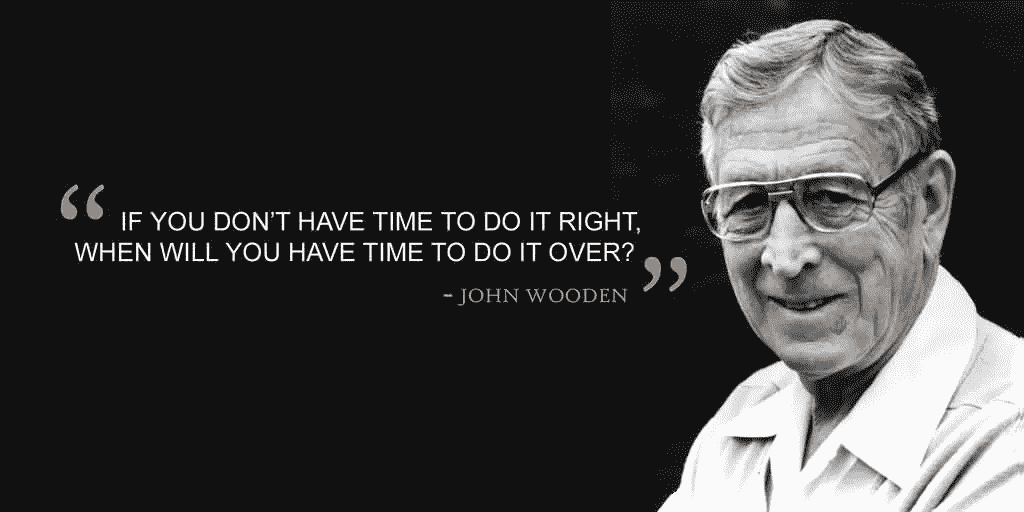 “ IF YOU DON’T HAVE TIME TO DO IT RIGHT,
WHEN WILL YOU HAVE TIME TO DO IT OVER? ”
- JOHN WOODEN